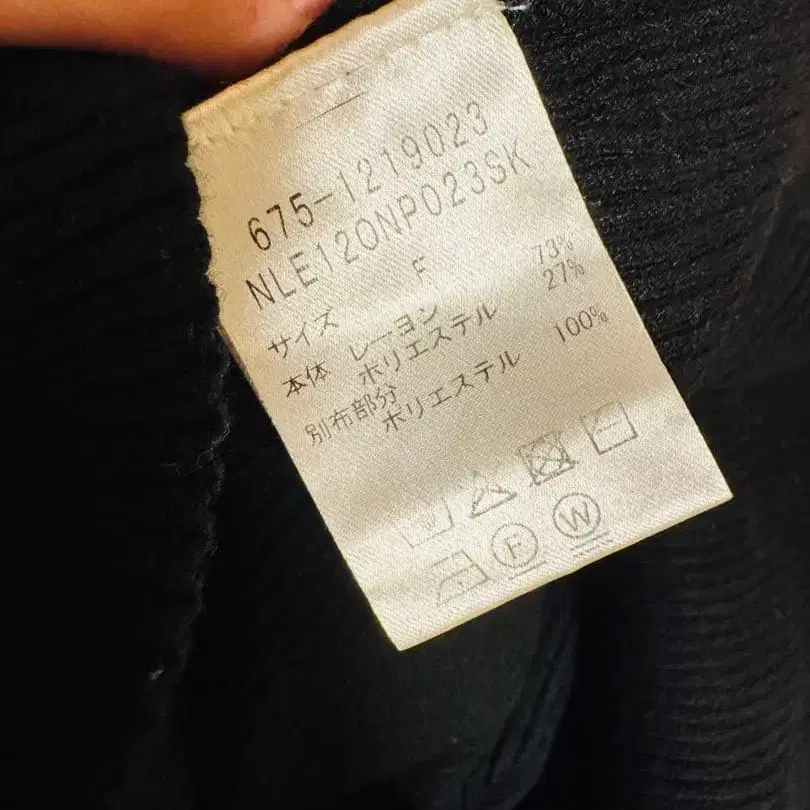 675-1219023
NLE120NP023SK
サイズ F
本体 レーヨン 73%
ポリエステル 27%
別布部分
ポリエステル 100%
F W